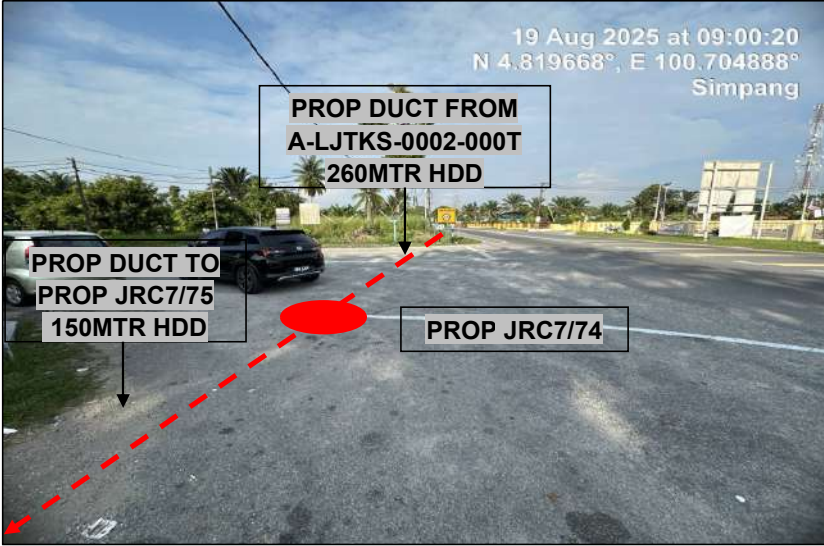 19 Aug 2025 at 09:00:20
N 4.819668°, E 100.704888°
Simpang
PROP DUCT FROM
A-LJTKS-0002-000T
260MTR HDD
PROP DUCT TO
PROP JRC7/75
150MTR HDD
PROP JRC7/74